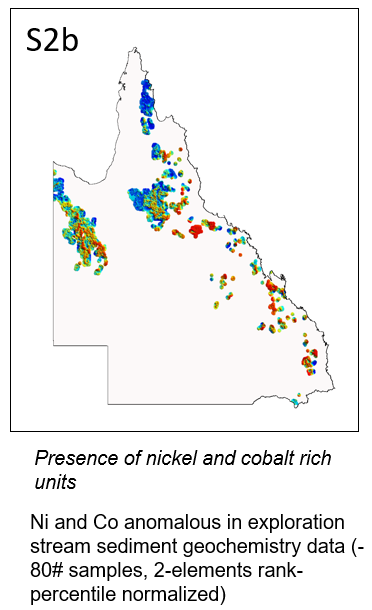 S2b
Presence of nickel and cobalt rich
units
Ni and Co anomalous in exploration
stream sediment geochemistry data (-
80# samples, 2-elements rank-
percentile normalized)